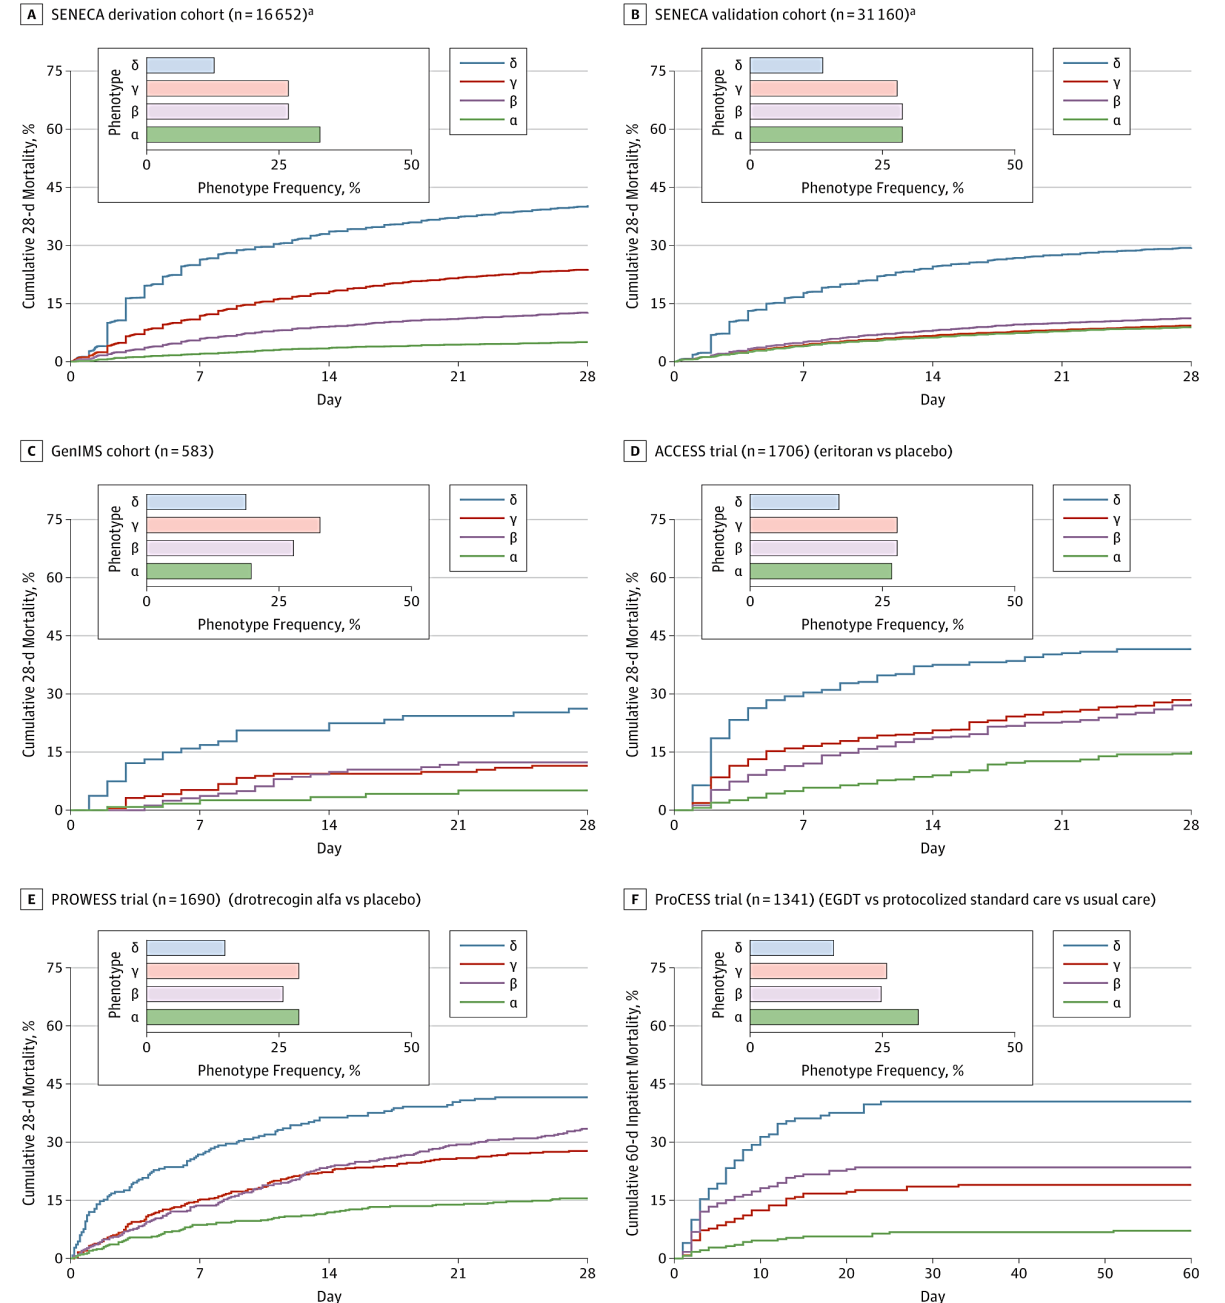 A SENECA derivation cohort (n = 16 652)ª
75
60
45
30
15
0
Cumulative 28-d Mortality, %
0 7 14 21 28
Day
Phenotype
δ
γ
β
α
0 25 50
Phenotype Frequency, %
δ
γ
β
α
B SENECA validation cohort (n = 31 160)ª
75
60
45
30
15
0
Cumulative 28-d Mortality, %
0 7 14 21 28
Day
Phenotype
δ
γ
β
α
0 25 50
Phenotype Frequency, %
δ
γ
β
α
C GenIMS cohort (n = 583)
75
60
45
30
15
0
Cumulative 28-d Mortality, %
0 7 14 21 28
Day
Phenotype
δ
γ
β
α
0 25 50
Phenotype Frequency, %
δ
γ
β
α
D ACCESS trial (n = 1706) (eritoran vs placebo)
75
60
45
30
15
0
Cumulative 28-d Mortality, %
0 7 14 21 28
Day
Phenotype
δ
γ
β
α
0 25 50
Phenotype Frequency, %
δ
γ
β
α
E PROWESS trial (n = 1690) (drotrecogin alfa vs placebo)
75
60
45
30
15
0
Cumulative 28-d Mortality, %
0 7 14 21 28
Day
Phenotype
δ
γ
β
α
0 25 50
Phenotype Frequency, %
δ
γ
β
α
F ProCESS trial (n = 1341) (EGDT vs protocolized standard care vs usual care)
75
60
45
30
15
0
Cumulative 60-d Inpatient Mortality, %
0 10 20 30 40 50 60
Day
Phenotype
δ
γ
β
α
0 25 50
Phenotype Frequency, %
δ
γ
β
α